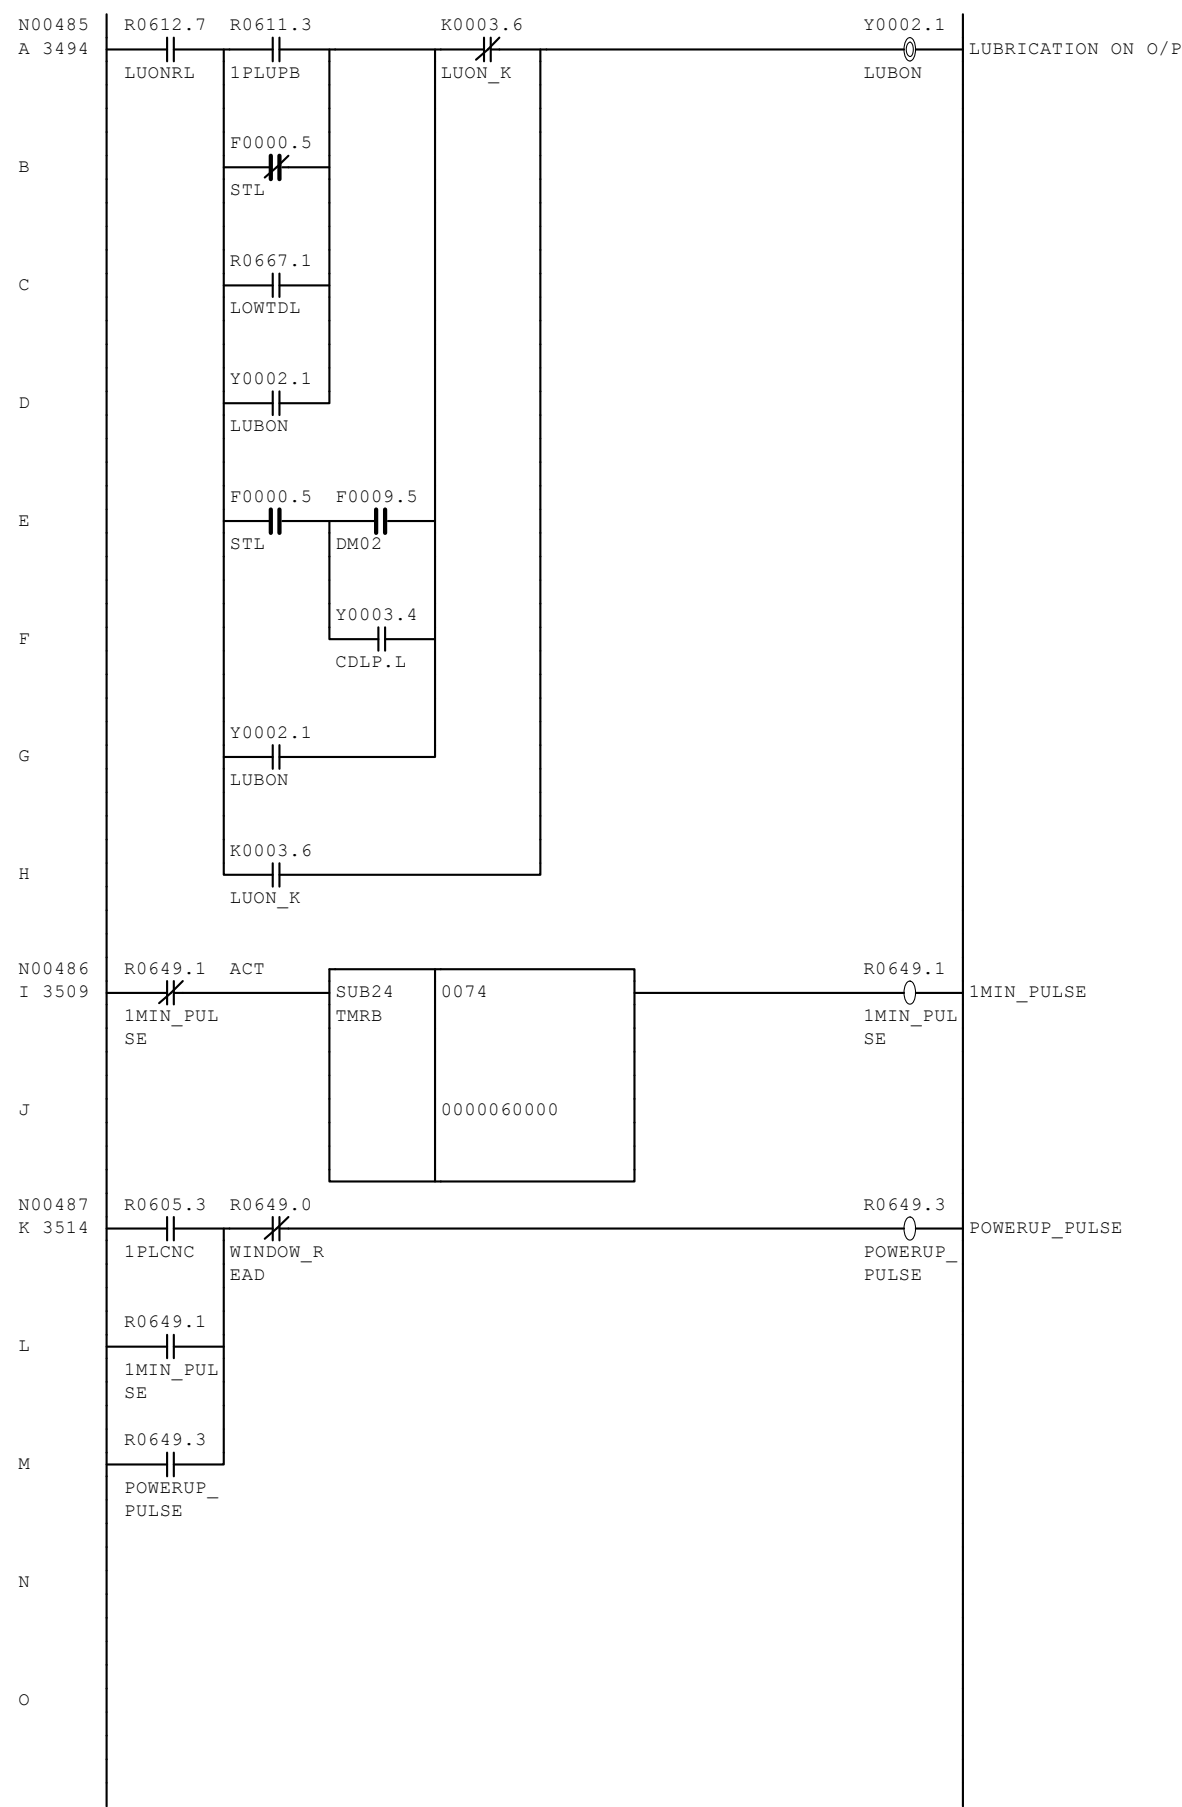 N00485 R0612.7 R0611.3 K0003.6 Y0002.1
A 3494 LUBRICATION ON O/P
LUONRL 1PLUPB LUON_K LUBON
F0000.5
B
STL
R0667.1
C
LOWTDL
Y0002.1
D
LUBON
F0000.5 F0009.5
E
STL DM02
Y0003.4
F
CDLP.L
Y0002.1
G
LUBON
K0003.6
H
LUON_K
N00486 R0649.1 ACT R0649.1
I 3509 SUB24 0074 1MIN_PULSE
1MIN_PUL TMRB 1MIN_PUL
SE SE
J 0000060000
N00487 R0605.3 R0649.0 R0649.3
K 3514 POWERUP_PULSE
1PLCNC WINDOW_R POWERUP_
EAD PULSE
R0649.1
L
1MIN_PUL
SE
R0649.3
M
POWERUP_
PULSE
N
O